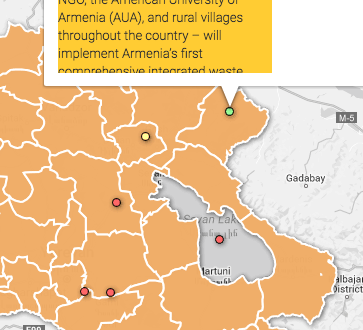 NGO, the American University of
Armenia (AUA), and rural villages
throughout the country – will
implement Armenia's first
comprehensive integrated waste
M-5
Gadabay
Sevan Lake
Martuni